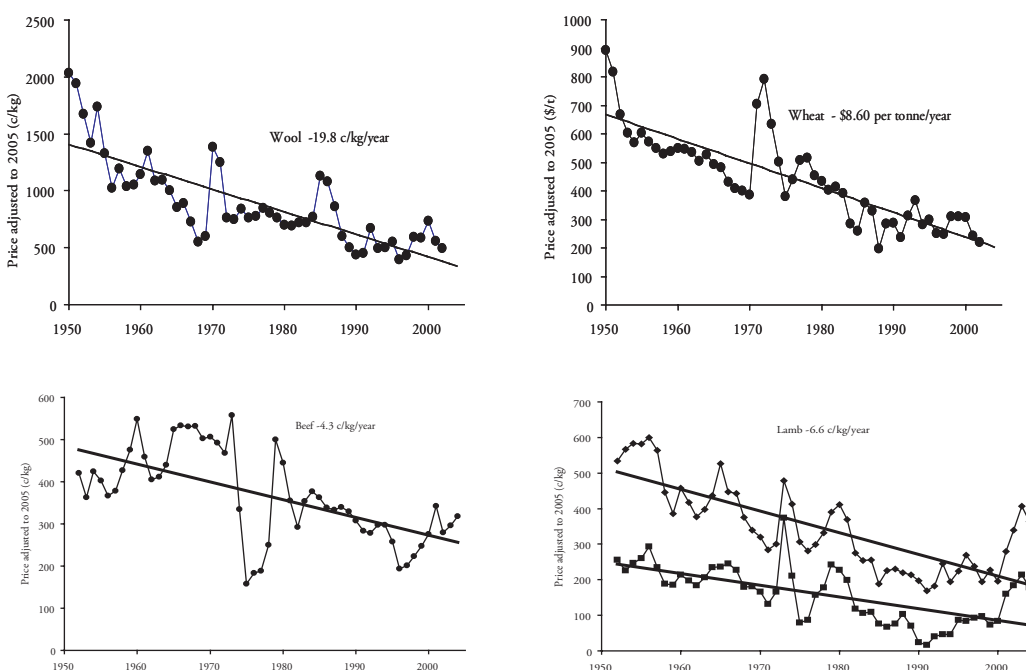 2500
2000
1500
1000
500
0
Price adjusted to 2005 (c/kg)
Wool -19.8 c/kg/year
1950 1960 1970 1980 1990 2000
1000
900
800
700
600
500
400
300
200
100
0
Price adjusted to 2005 ($/t)
Wheat - $8.60 per tonne/year
1950 1960 1970 1980 1990 2000
600
500
400
300
200
100
0
Price adjusted to 2005 (c/kg)
Beef -4.3 c/kg/year
1950 1960 1970 1980 1990 2000
700
600
500
400
300
200
100
0
Price adjusted to 2005 (c/kg)
Lamb -6.6 c/kg/year
1950 1960 1970 1980 1990 2000